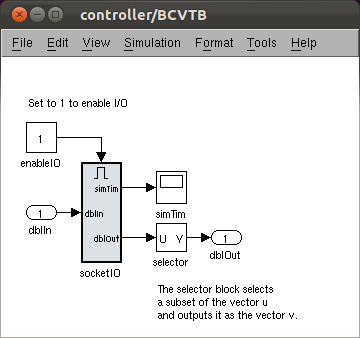 controller/BCVTB
File Edit View Simulation Format Tools Help
Set to 1 to enable I/O
1
enableIO
simTim
dblIn
dblOut
socketIO
1
dblIn
simTim
U Y
selector
1
dblOut
The selector block selects
a subset of the vector u
and outputs it as the vector v.